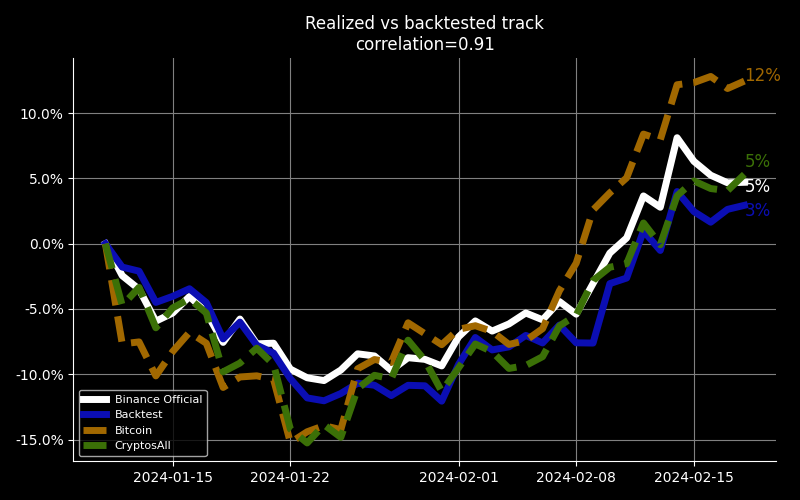 Realized vs backtested track
correlation=0.91
12%
10.0%
5%
5.0%
5%
3%
0.0%
-5.0%
-10.0%
-15.0%
Binance Official
Backtest
Bitcoin
CryptosAll
2024-01-15
2024-01-22
2024-02-01
2024-02-08
2024-02-15